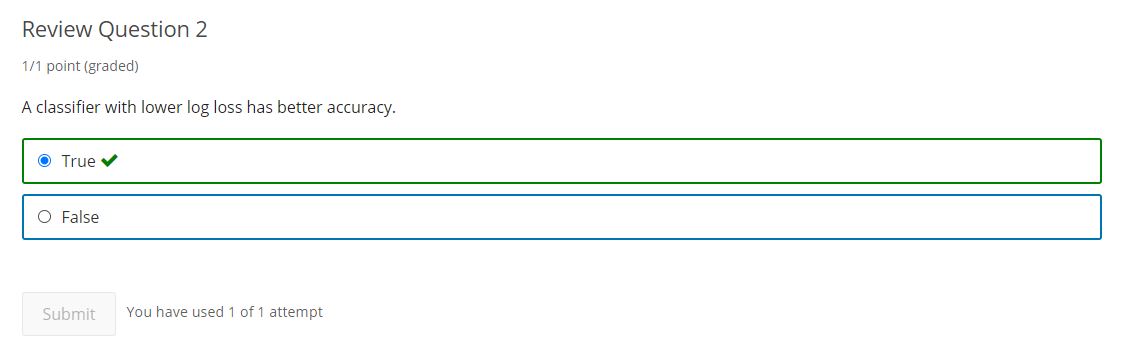 Review Question 2
1/1 point (graded)
A classifier with lower log loss has better accuracy.
True
False
Submit
You have used 1 of 1 attempt